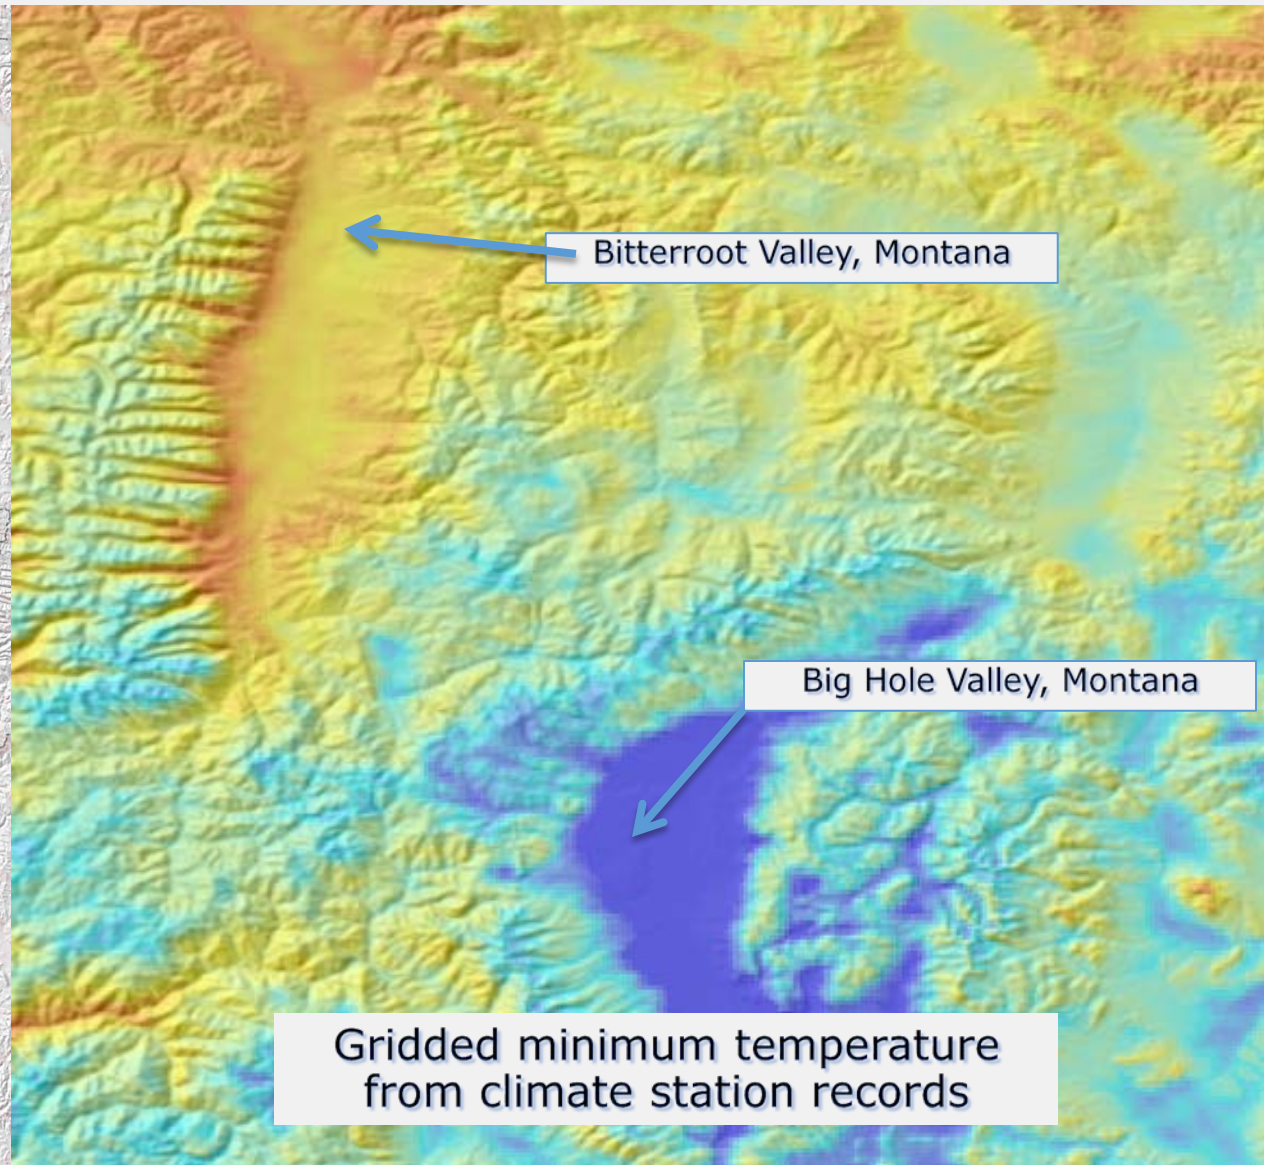 Bitterroot Valley, Montana
Big Hole Valley, Montana
Gridded minimum temperature
from climate station records